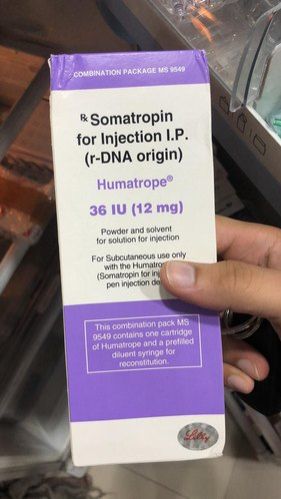 COMBINATION PACKAGE MS 9549
℞ Somatropin
for Injection I.P.
(r-DNA origin)
Humatrope®
36 IU (12 mg)
Powder and solvent
for solution for injection
For Subcutaneous use only
with the Humatro
(Somatropin for inj
pen injection de
This combination pack MS
9549 contains one cartridge
of Humatrope and a prefilled
diluent syringe for
reconstitution.
Lilly